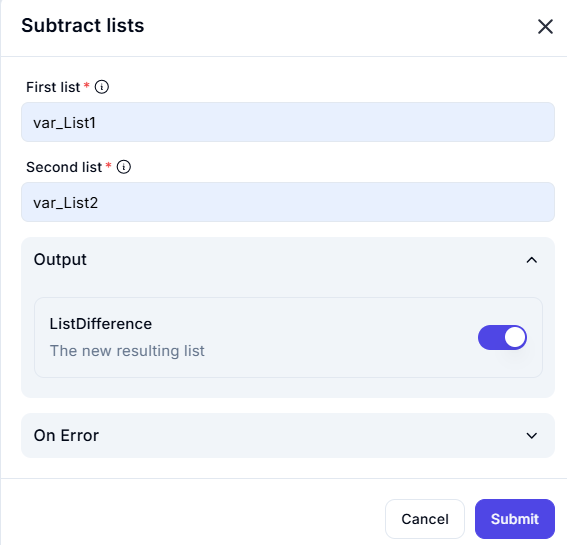 Subtract lists
First list *
var_List1
Second list *
var_List2
Output
ListDifference
The new resulting list
On Error
Cancel Submit